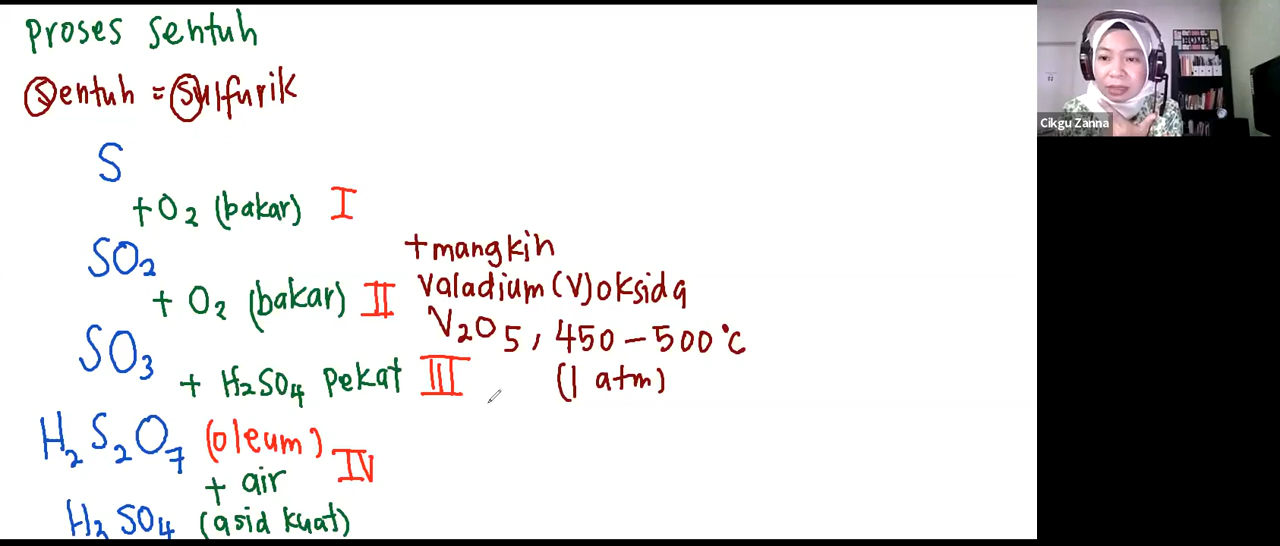 Proses Sentuh
Sentuh = Sulfurik
S
+ O₂ (bakar) I
SO₂
+ O₂ (bakar) II
+ mangkin
Valadium (V) oksida
V₂O₅, 450 – 500 °C
(1 atm)
SO₃
+ H₂SO₄ pekat III
H₂S₂O₇ (oleum)
+ air IV
H₂SO₄ (asid kuat)
HOME
Cikgu Zanna